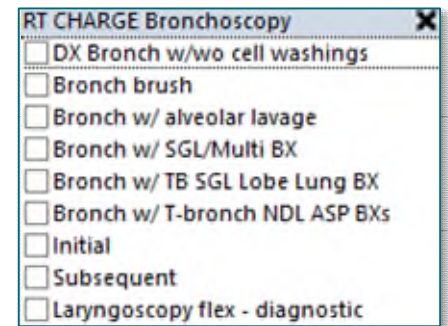 RT CHARGE Bronchoscopy
DX Bronch w/wo cell washings
Bronch brush
Bronch w/ alveolar lavage
Bronch w/ SGL/Multi BX
Bronch w/ TB SGL Lobe Lung BX
Bronch w/ T-bronch NDL ASP BXs
Initial
Subsequent
Laryngoscopy flex - diagnostic